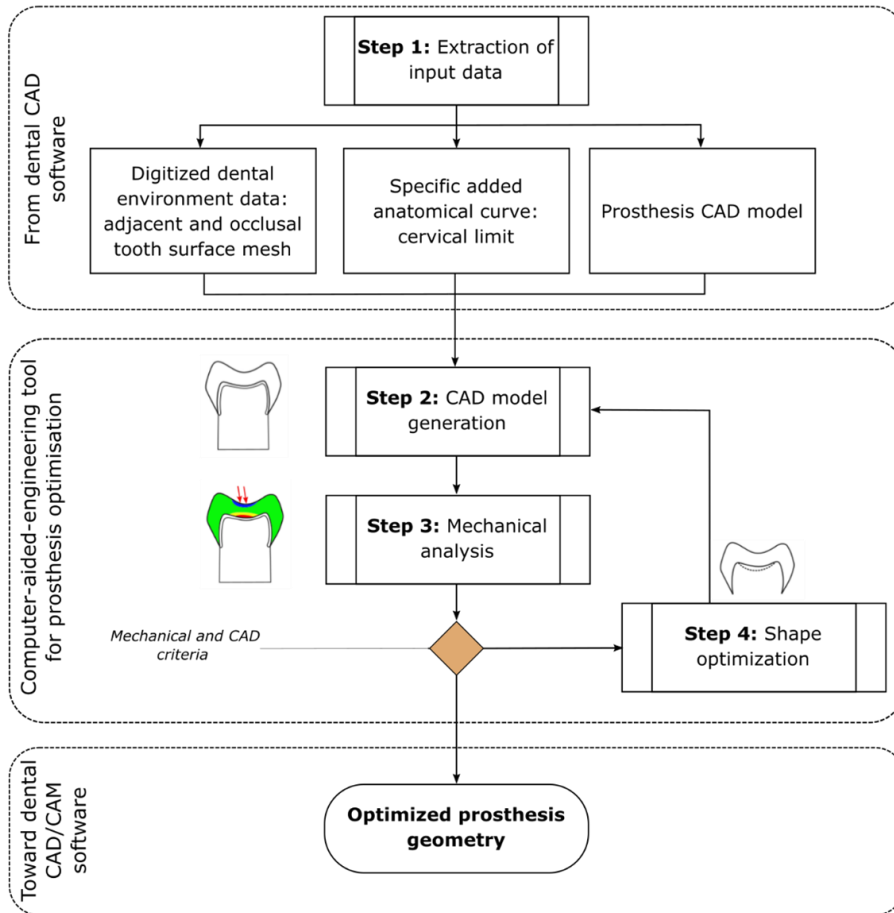 From dental CAD
software
Step 1: Extraction of
input data
Digitized dental
environment data:
adjacent and occlusal
tooth surface mesh
Specific added
anatomical curve:
cervical limit
Prosthesis CAD model
Computer-aided-engineering tool
for prosthesis optimisation
Step 2: CAD model
generation
Step 3: Mechanical
analysis
Mechanical and CAD
criteria
Step 4: Shape
optimization
Toward dental
CAD/CAM
software
Optimized prosthesis
geometry